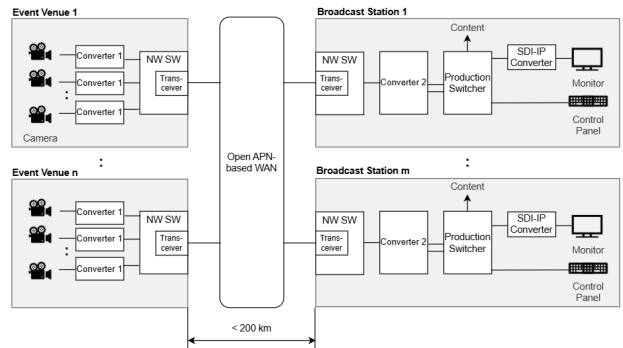 Event Venue 1
Converter 1
Converter 1
:
Converter 1
Camera
NW SW
Trans-
ceiver
Open APN-
based WAN
Broadcast Station 1
NW SW
Trans-
ceiver
Converter 2
Content
Production
Switcher
SDI-IP
Converter
Monitor
Control
Panel
:
:
Event Venue n
Converter 1
Converter 1
:
Converter 1
NW SW
Trans-
ceiver
Broadcast Station m
NW SW
Trans-
ceiver
Converter 2
Content
Production
Switcher
SDI-IP
Converter
Monitor
Control
Panel
< 200 km